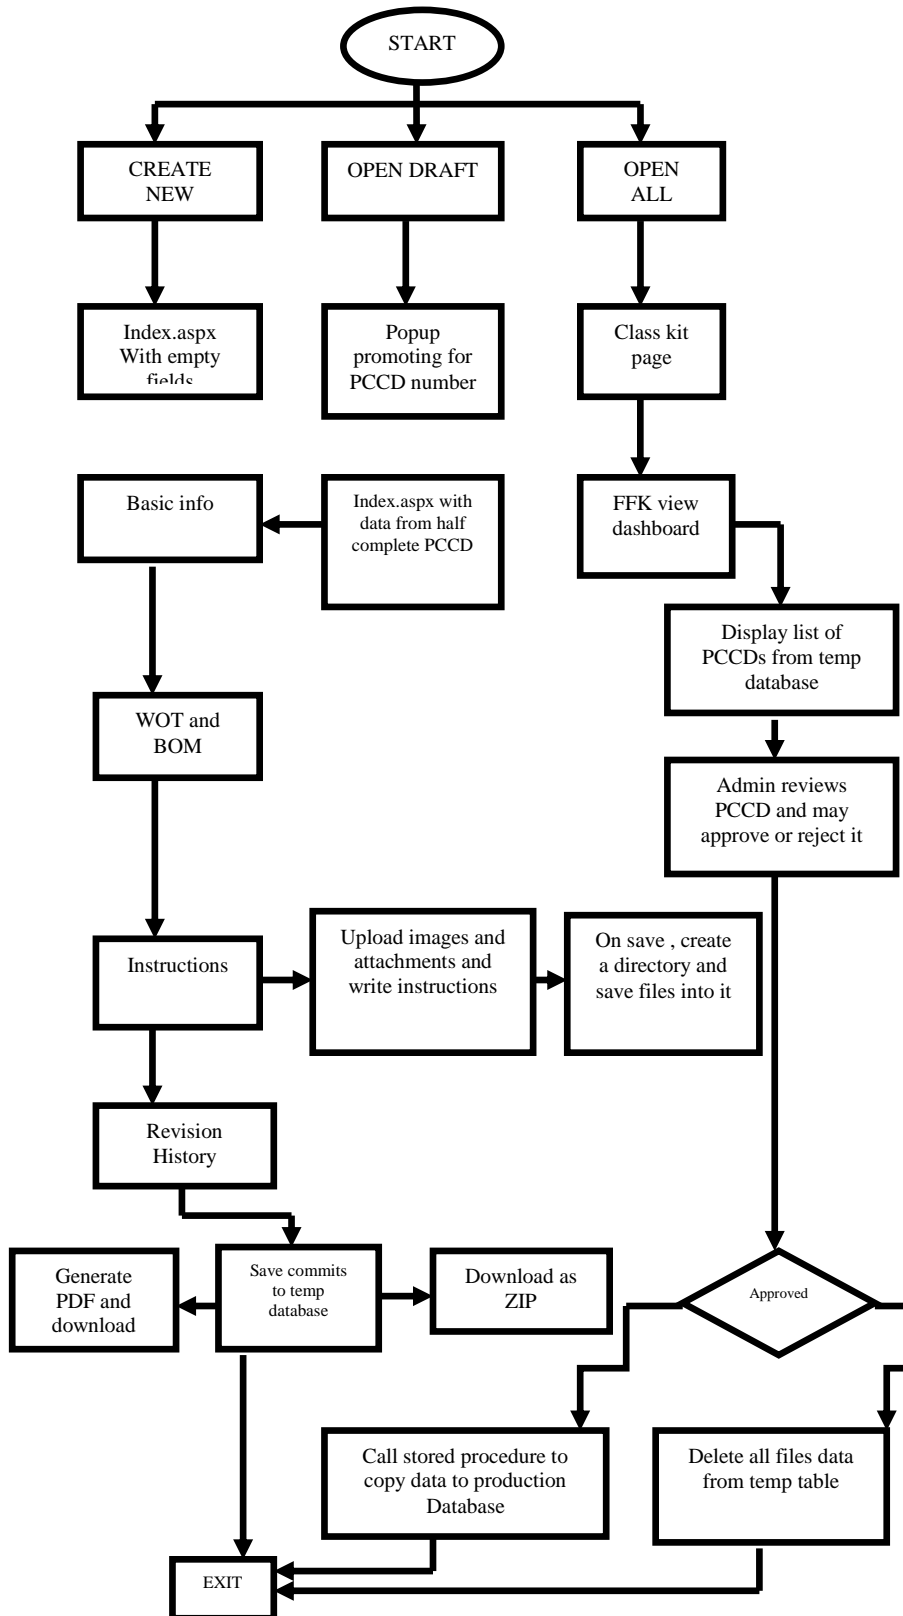 START
CREATE
NEW
OPEN DRAFT
OPEN
ALL
Index.aspx
With empty
fields
Popup
promoting for
PCCD number
Class kit
page
Basic info
Index.aspx with
data from half
complete PCCD
FFK view
dashboard
Display list of
PCCDs from temp
database
WOT and
BOM
Admin reviews
PCCD and may
approve or reject it
Instructions
Upload images and
attachments and
write instructions
On save , create
a directory and
save files into it
Revision
History
Generate
PDF and
download
Save commits
to temp
database
Download as
ZIP
Approved
Call stored procedure to
copy data to production
Database
Delete all files data
from temp table
EXIT